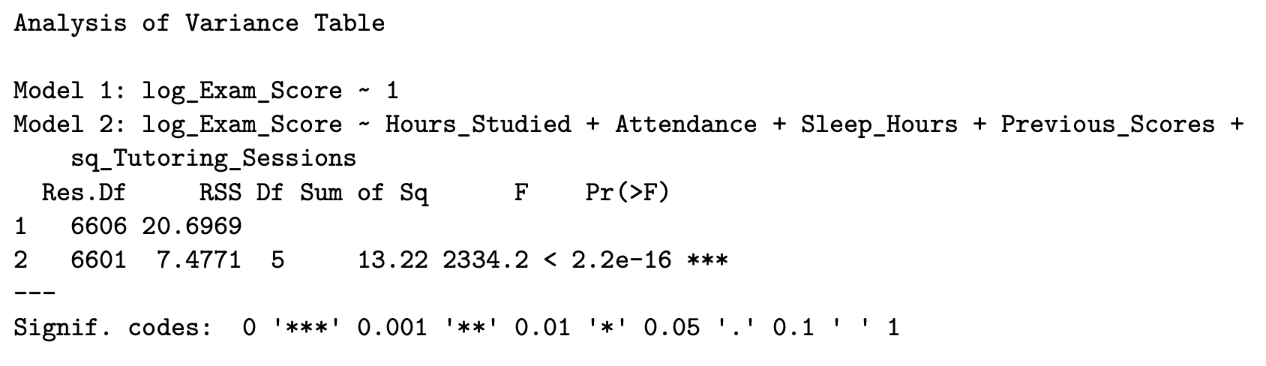 Analysis of Variance Table
Model 1: log_Exam_Score ~ 1
Model 2: log_Exam_Score ~ Hours_Studied + Attendance + Sleep_Hours + Previous_Scores +
    sq_Tutoring_Sessions
  Res.Df     RSS Df Sum of Sq      F    Pr(>F)
1   6606 20.6969
2   6601  7.4771  5     13.22 2334.2 < 2.2e-16 ***
---
Signif. codes:  0 '***' 0.001 '**' 0.01 '*' 0.05 '.' 0.1 ' ' 1